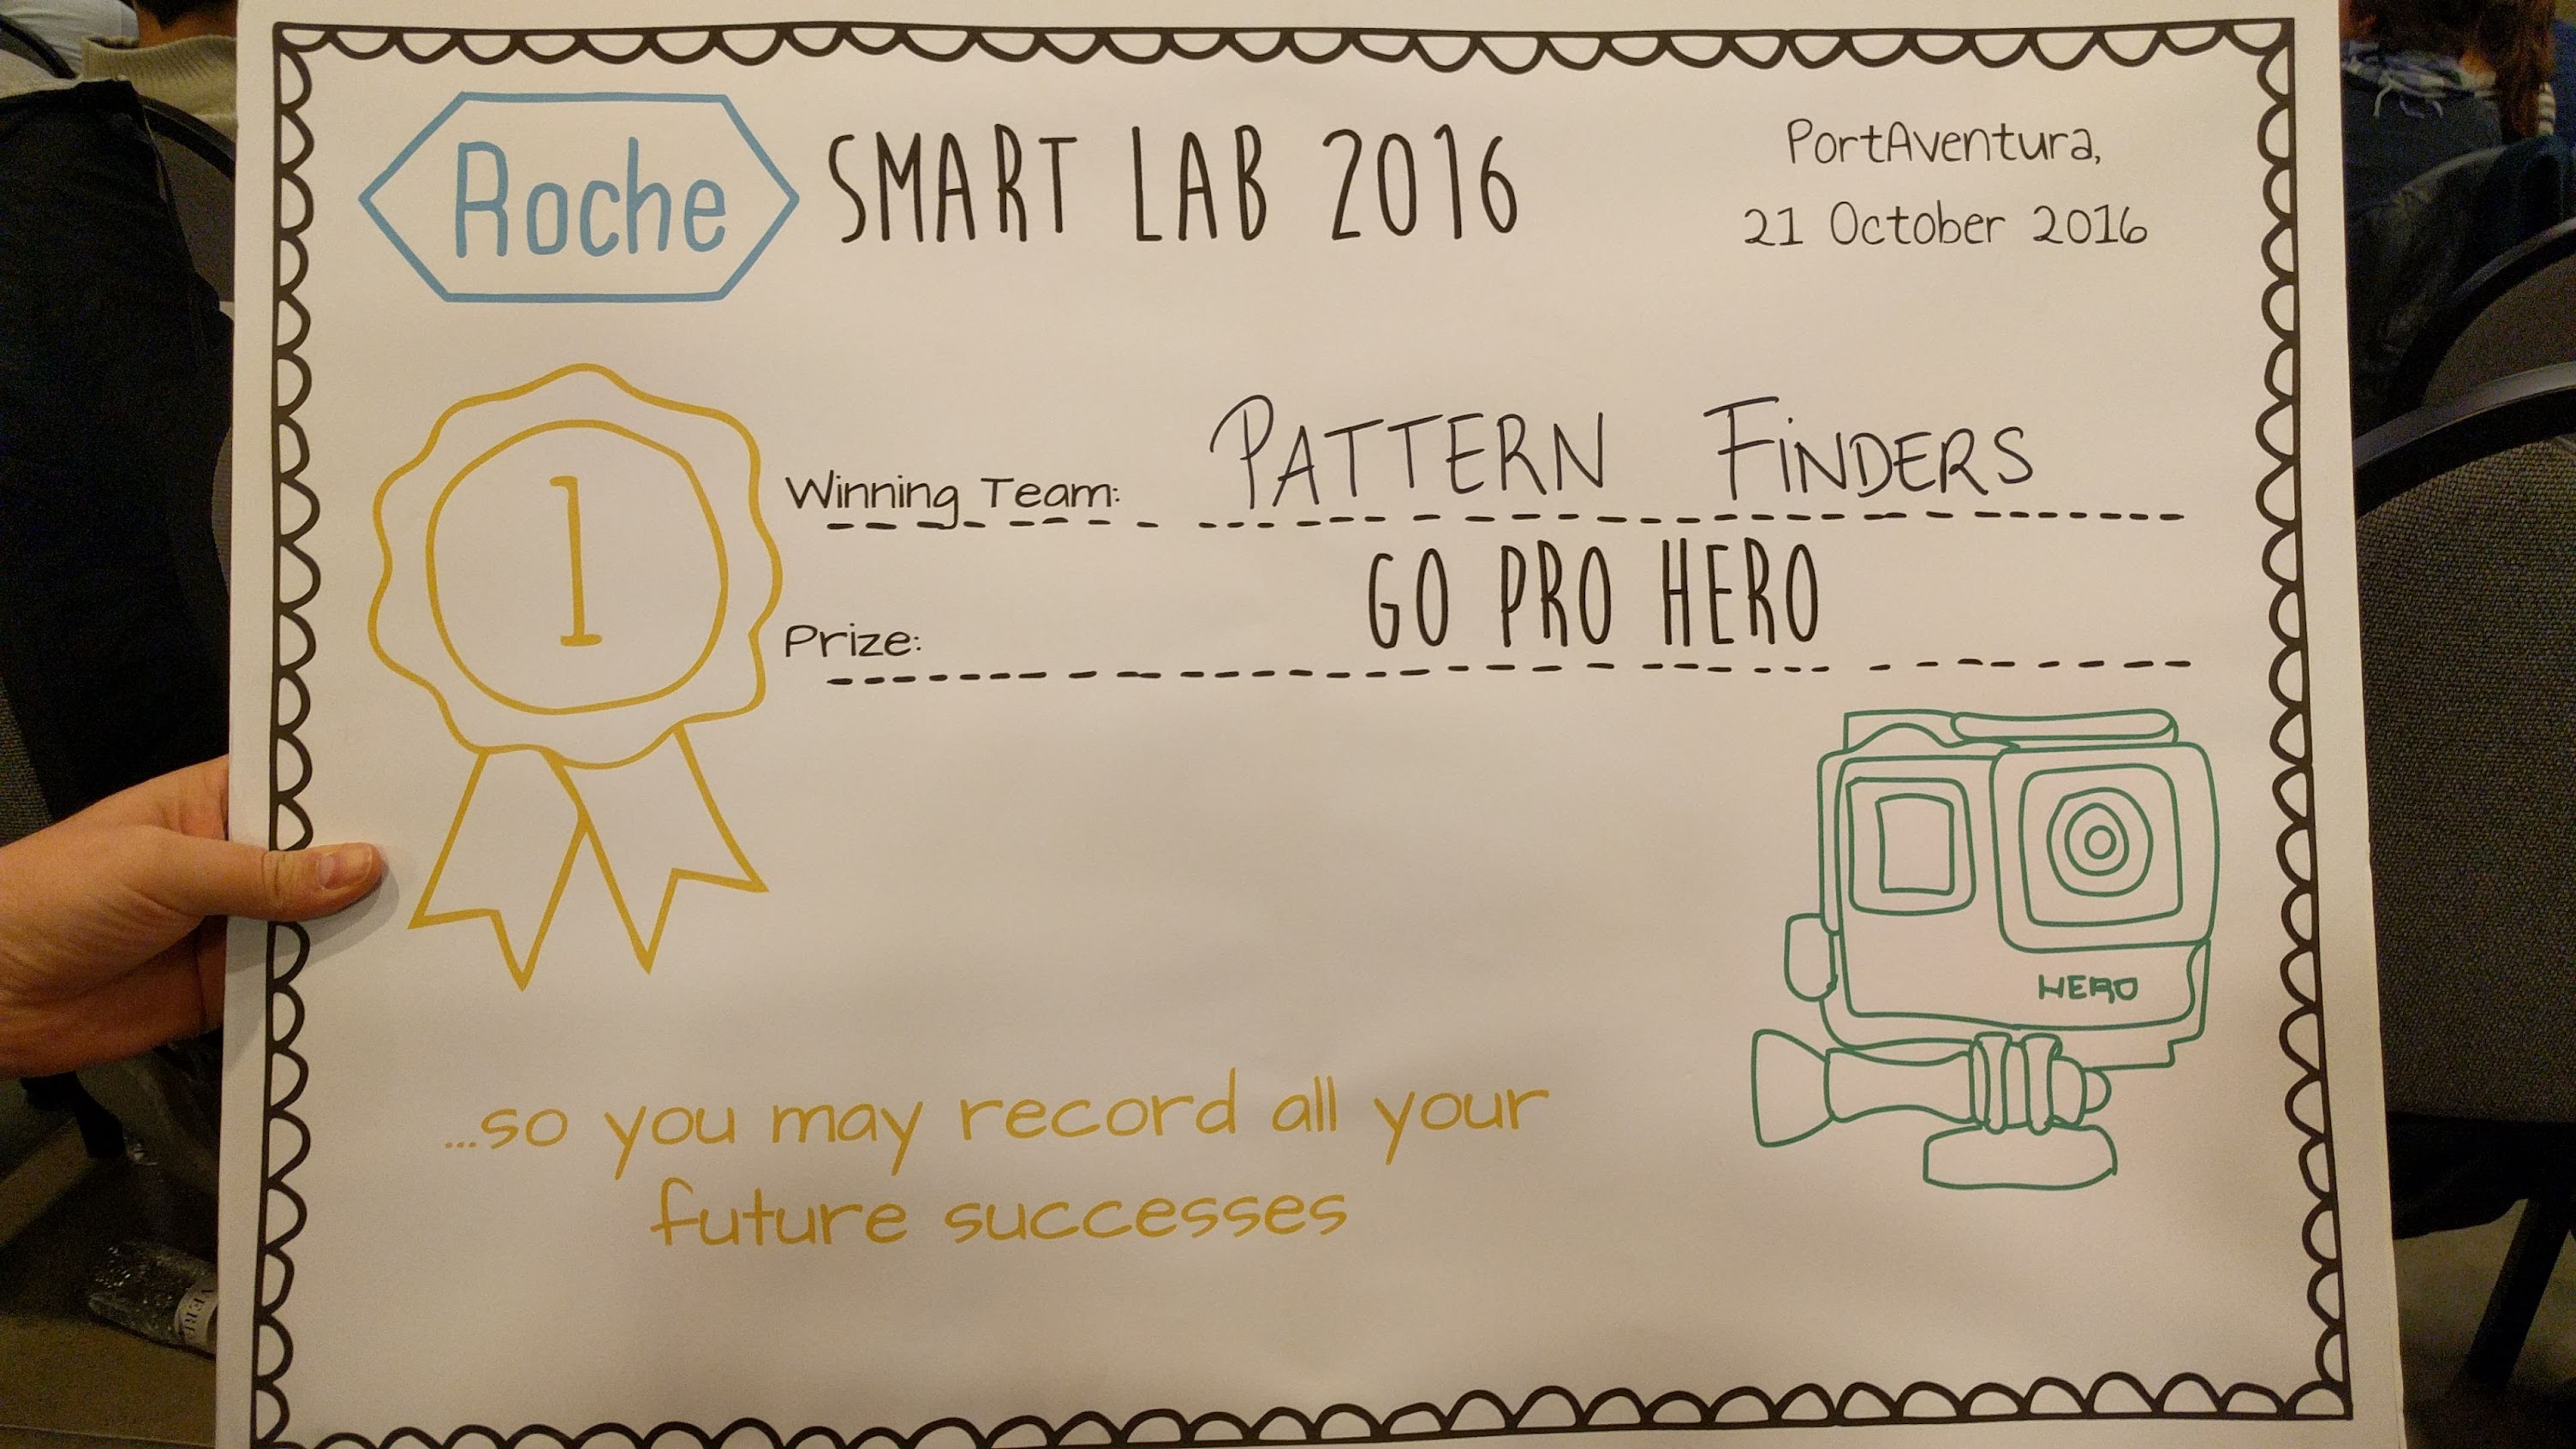 Roche SMART LAB 2016
PortAventura,
21 October 2016
1
Winning Team: PATTERN FiNDERS
Prize: GO PRO HERO
HERO
...so you may record all your
future successes